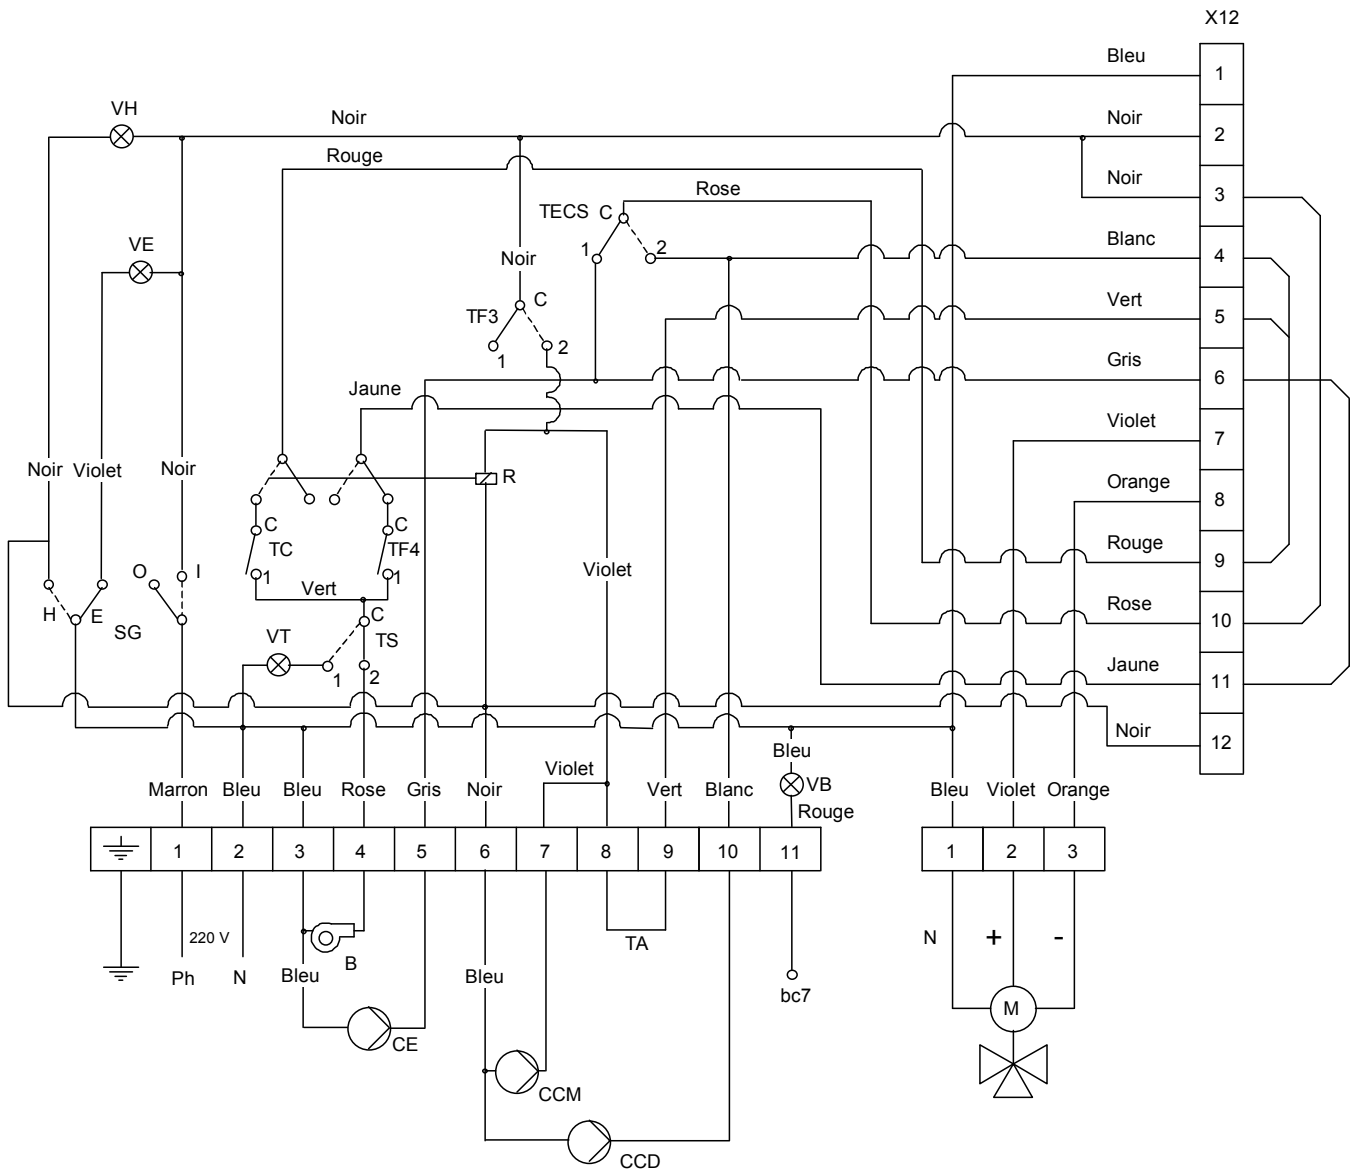 X12
Bleu
1
VH
Noir
Noir
2
Rouge
Noir
3
Rose
TECS
C
1
2
Blanc
4
VE
Noir
Vert
5
C
TF3
1
2
Gris
6
Jaune
Violet
7
Noir
Violet
Noir
R
Orange
8
C
TC
1
C
TF4
1
Rouge
9
Violet
Vert
O
I
H
E
SG
C
TS
VT
1
2
Rose
10
Jaune
11
Noir
12
Bleu
VB
Rouge
Violet
Marron
Bleu
Bleu
Rose
Gris
Noir
Vert
Blanc
Bleu
Violet
Orange
1
2
3
4
5
6
7
8
9
10
11
1
2
3
220 V
Ph
N
Bleu
B
Bleu
TA
bc7
N
+
-
M
CE
CCM
CCD